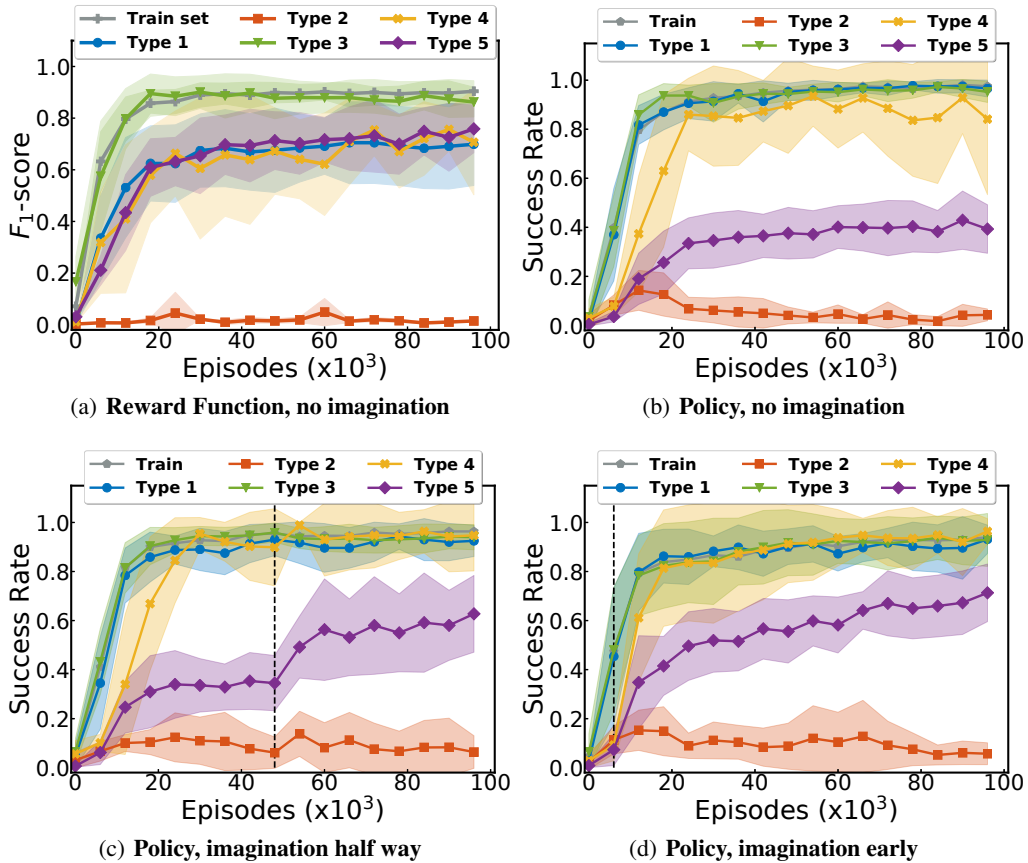 Train set Type 2 Type 4
Type 1 Type 3 Type 5
F1-score
1.0
0.8
0.6
0.4
0.2
0.0
0 20 40 60 80 100
Episodes (x10³)
(a) Reward Function, no imagination
Train Type 2 Type 4
Type 1 Type 3 Type 5
Success Rate
1.0
0.8
0.6
0.4
0.2
0.0
0 20 40 60 80 100
Episodes (x10³)
(b) Policy, no imagination
Train Type 2 Type 4
Type 1 Type 3 Type 5
Success Rate
1.0
0.8
0.6
0.4
0.2
0.0
0 20 40 60 80 100
Episodes (x10³)
(c) Policy, imagination half way
Train Type 2 Type 4
Type 1 Type 3 Type 5
Success Rate
1.0
0.8
0.6
0.4
0.2
0.0
0 20 40 60 80 100
Episodes (x10³)
(d) Policy, imagination early